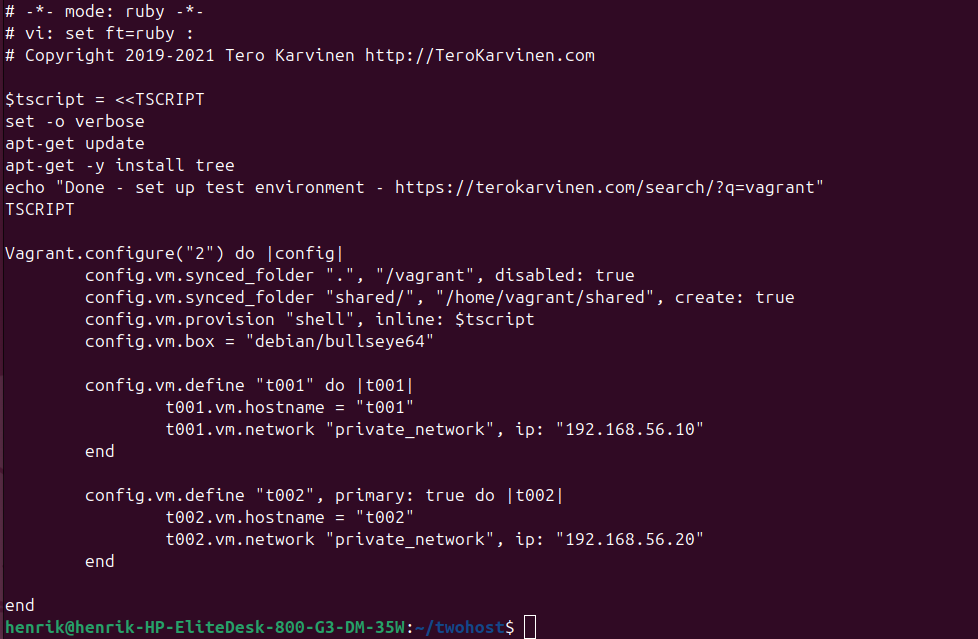 # -*- mode: ruby -*-
# vi: set ft=ruby :
# Copyright 2019-2021 Tero Karvinen http://TeroKarvinen.com

$tscript = <<TSCRIPT
set -o verbose
apt-get update
apt-get -y install tree
echo "Done - set up test environment - https://terokarvinen.com/search/?q=vagrant"
TSCRIPT

Vagrant.configure("2") do |config|
        config.vm.synced_folder ".", "/vagrant", disabled: true
        config.vm.synced_folder "shared/", "/home/vagrant/shared", create: true
        config.vm.provision "shell", inline: $tscript
        config.vm.box = "debian/bullseye64"

        config.vm.define "t001" do |t001|
                t001.vm.hostname = "t001"
                t001.vm.network "private_network", ip: "192.168.56.10"
        end

        config.vm.define "t002", primary: true do |t002|
                t002.vm.hostname = "t002"
                t002.vm.network "private_network", ip: "192.168.56.20"
        end

end
henrik@henrik-HP-EliteDesk-800-G3-DM-35W:~/twohost$